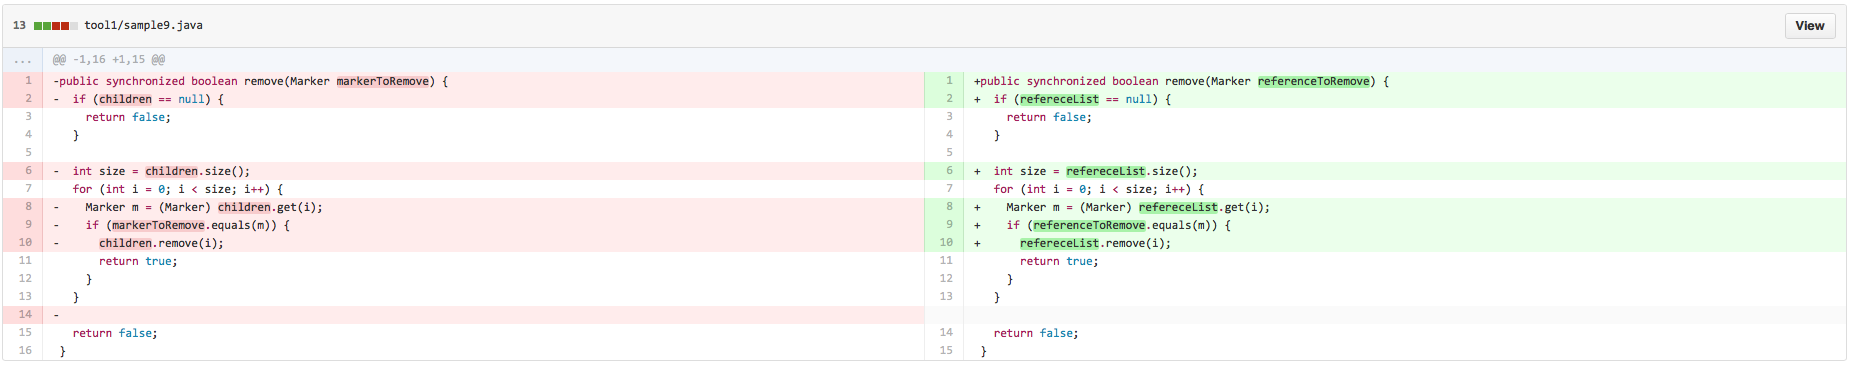 13 tool1/sample9.java View
... @@ -1,16 +1,15 @@
1 -public synchronized boolean remove(Marker markerToRemove) { 1 +public synchronized boolean remove(Marker referenceToRemove) {
2 - if (children == null) { 2 + if (refereceList == null) {
3 return false; 3 return false;
4 } 4 }
5 5
6 - int size = children.size(); 6 + int size = refereceList.size();
7 for (int i = 0; i < size; i++) { 7 for (int i = 0; i < size; i++) {
8 - Marker m = (Marker) children.get(i); 8 + Marker m = (Marker) refereceList.get(i);
9 - if (markerToRemove.equals(m)) { 9 + if (referenceToRemove.equals(m)) {
10 - children.remove(i); 10 + refereceList.remove(i);
11 return true; 11 return true;
12 } 12 }
13 } 13 }
14 -
15 return false; 14 return false;
16 } 15 }